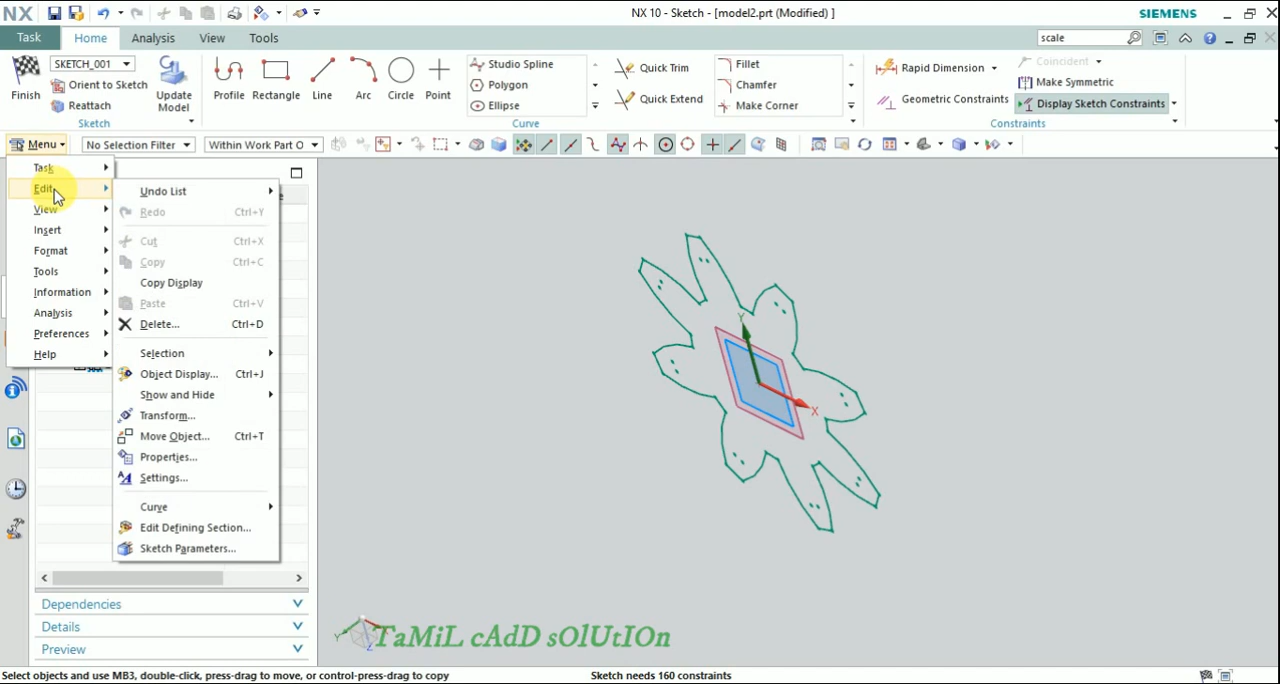 NX NX 10 - Sketch - [model2.prt (Modified) ] SIEMENS
Task Home Analysis View Tools scale
SKETCH_001
Orient to Sketch
Reattach
Finish
Update Model
Sketch
Profile Rectangle Line Arc Circle Point
Studio Spline
Polygon
Ellipse
Quick Trim
Quick Extend
Fillet
Chamfer
Make Corner
Curve
Rapid Dimension
Geometric Constraints
Coincident
Make Symmetric
Display Sketch Constraints
Constraints
Menu No Selection Filter Within Work Part O
Task
Edit
View
Insert
Format
Tools
Information
Analysis
Preferences
Help
Undo List
Redo Ctrl+Y
Cut Ctrl+X
Copy Ctrl+C
Copy Display
Paste Ctrl+V
Delete... Ctrl+D
Selection
Object Display... Ctrl+J
Show and Hide
Transform...
Move Object... Ctrl+T
Properties...
Settings...
Curve
Edit Defining Section...
Sketch Parameters...
Y
X
Dependencies
Details
Preview
Y
Z
TaMiL cAdD sOlUtIOn
Select objects and use MB3, double-click, press-drag to move, or control-press-drag to copy Sketch needs 160 constraints